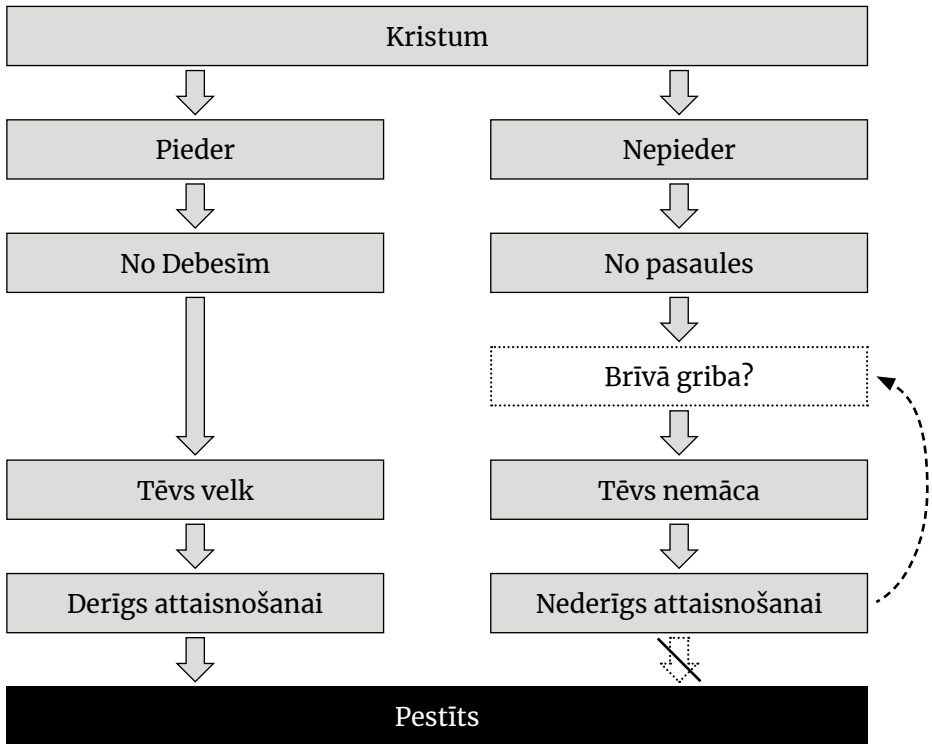 Kristum
Pieder
Nepieder
No Debesīm
No pasaules
Brīvā griba?
Tēvs velk
Tēvs nemāca
Derīgs attaisnošanai
Nederīgs attaisnošanai
Pestīts